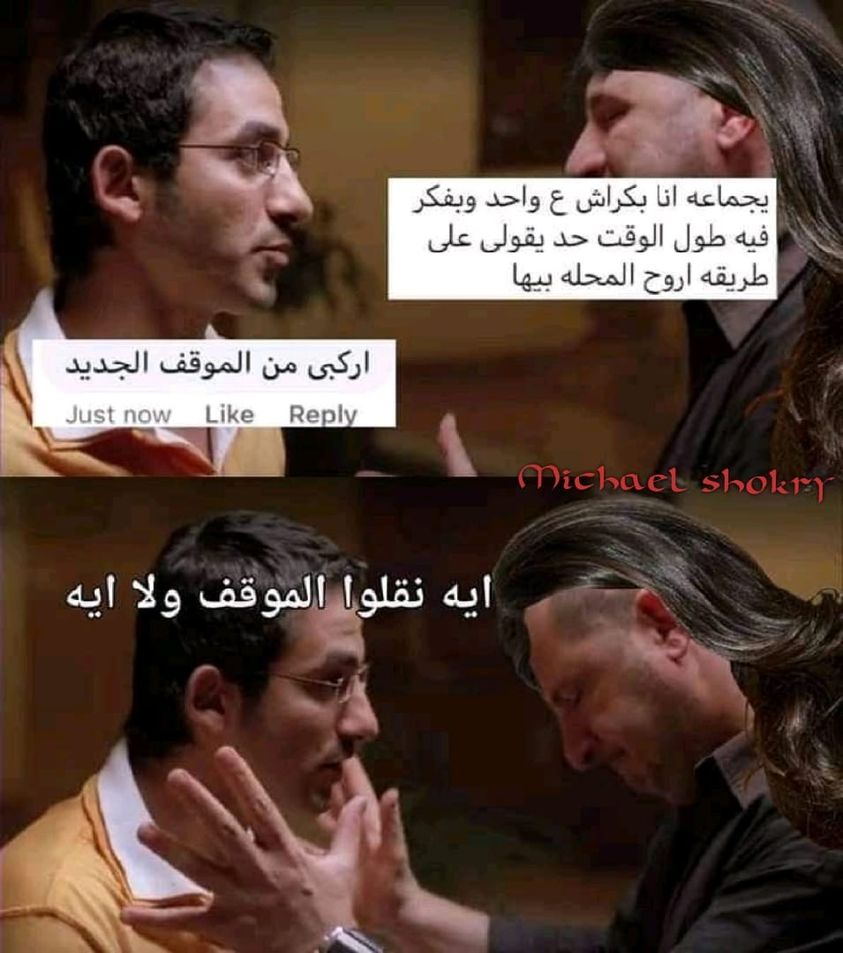 يجماعه انا بكراش ع واحد وبفكر
فيه طول الوقت حد يقولى على
طريقه اروح المحله بيها
اركبى من الموقف الجديد
Just now Like Reply
Michael shokry
ايه نقلوا الموقف ولا ايه